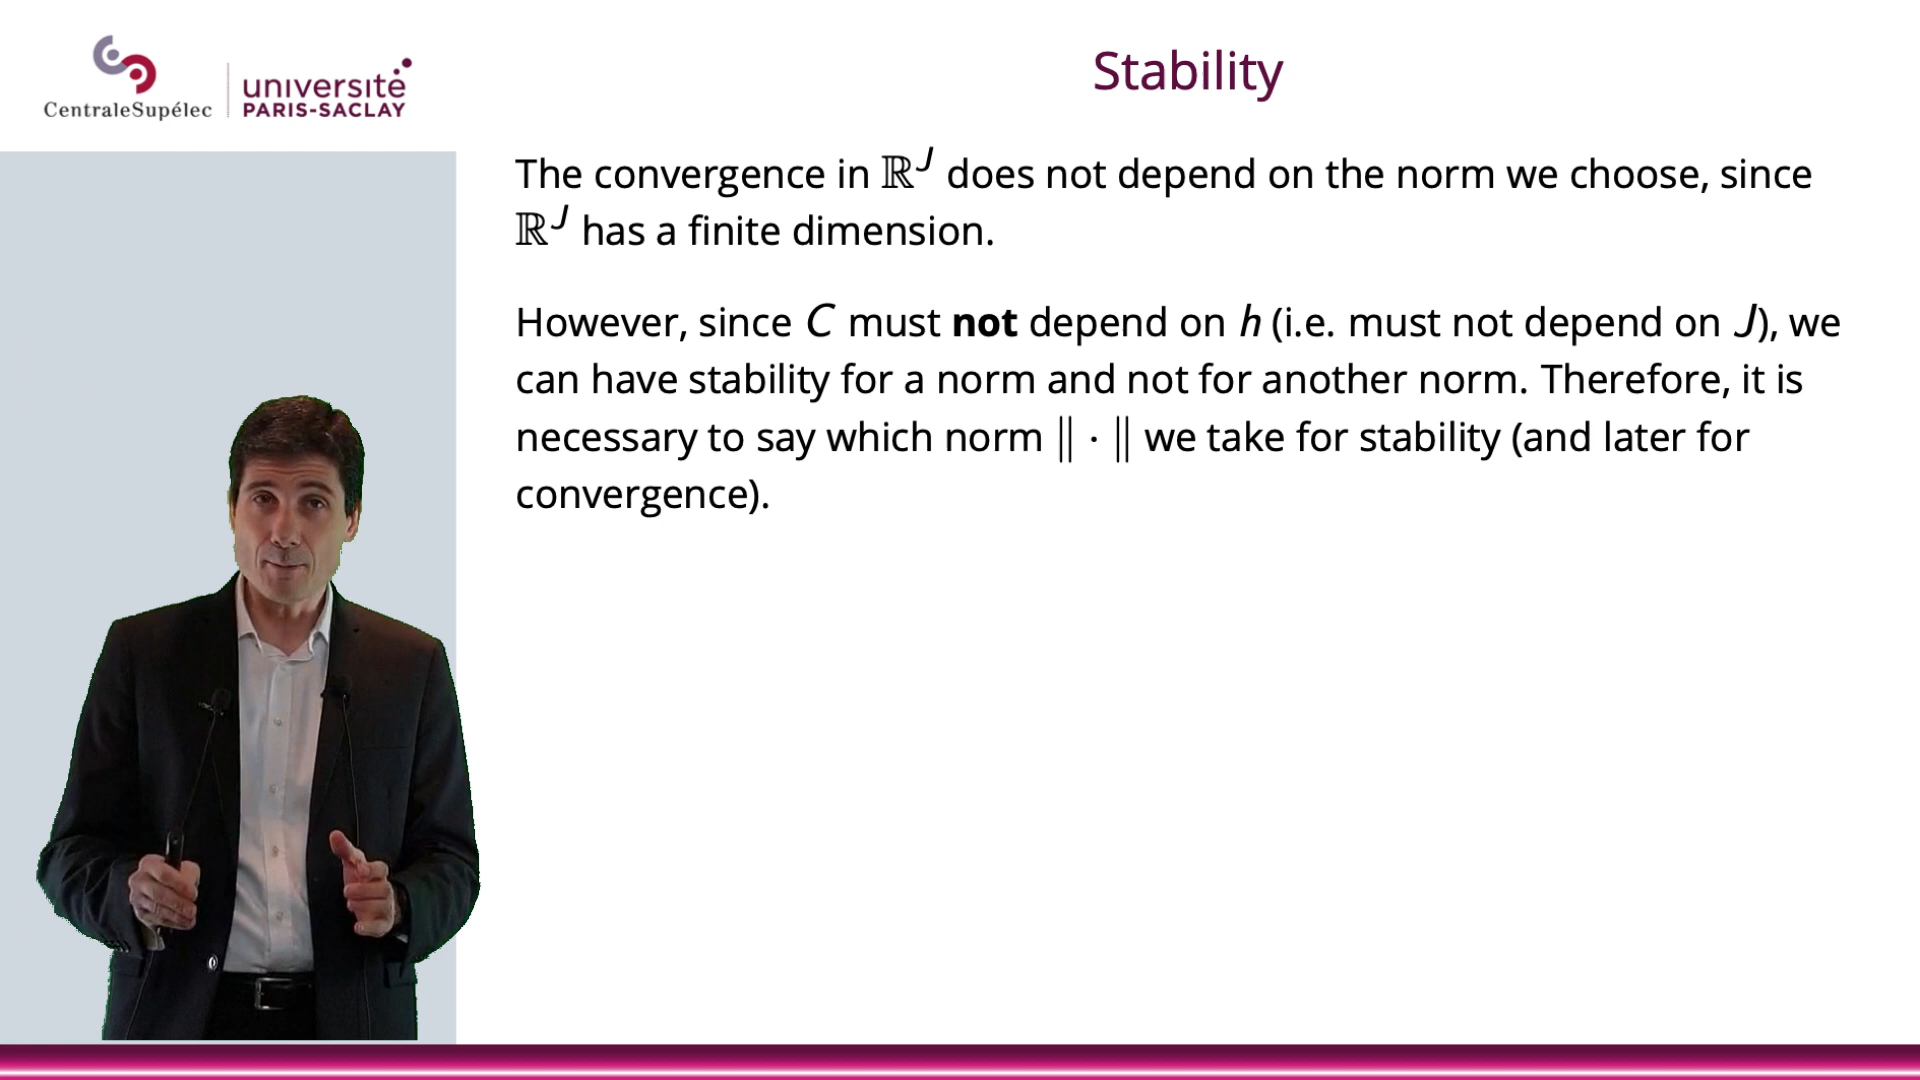 CentraleSupélec
université
PARIS-SACLAY
Stability
The convergence in ℝᴶ does not depend on the norm we choose, since
ℝᴶ has a finite dimension.
However, since C must not depend on h (i.e. must not depend on J), we
can have stability for a norm and not for another norm. Therefore, it is
necessary to say which norm ‖ · ‖ we take for stability (and later for
convergence).